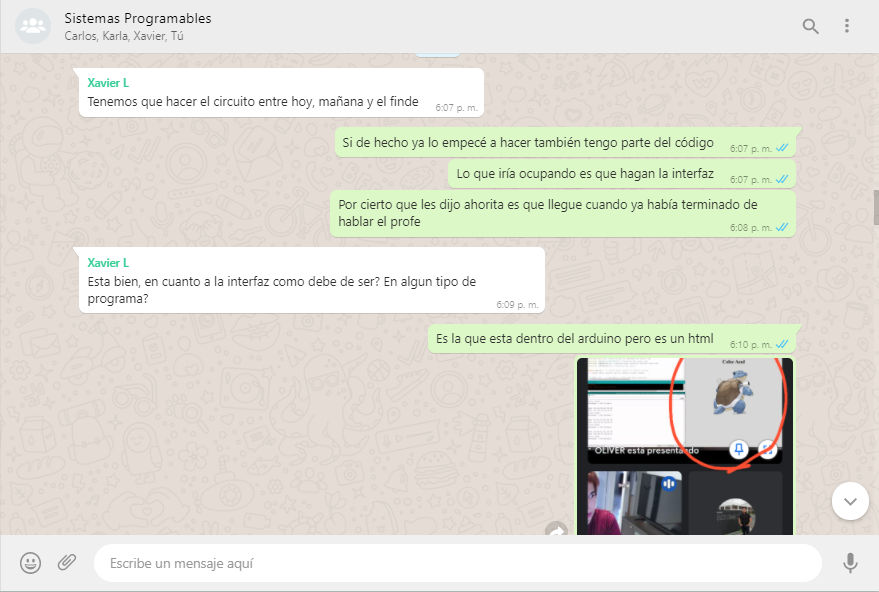 Sistemas Programables
Carlos, Karla, Xavier, Tú
Xavier L
Tenemos que hacer el circuito entre hoy, mañana y el finde
6:07 p. m.
Si de hecho ya lo empecé a hacer también tengo parte del código
6:07 p. m.
Lo que iría ocupando es que hagan la interfaz
6:07 p. m.
Por cierto que les dijo ahorita es que llegue cuando ya había terminado de
hablar el profe
6:08 p. m.
Xavier L
Esta bien, en cuanto a la interfaz como debe de ser? En algun tipo de
programa?
6:09 p. m.
Es la que esta dentro del arduino pero es un html
6:10 p. m.
Color Azul
OLIVER está presentando
Escribe un mensaje aquí